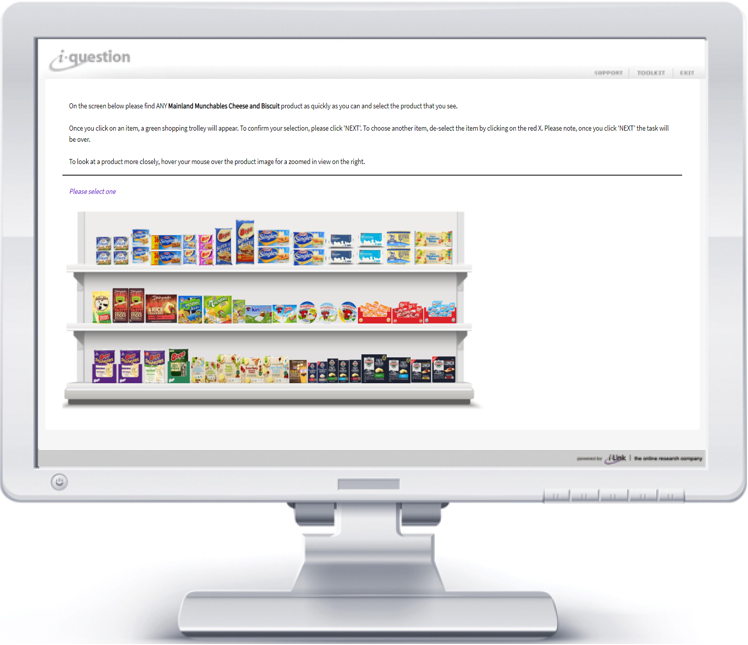 i-question
SUPPORT | TOOLKIT | EXIT
On the screen below please find ANY Mainland Munchables Cheese and Biscuit product as quickly as you can and select the product that you see.
Once you click on an item, a green shopping trolley will appear. To confirm your selection, please click 'NEXT'. To choose another item, de-select the item by clicking on the red X. Please note, once you click 'NEXT' the task will
be over.
To look at a product more closely, hover your mouse over the product image for a zoomed in view on the right.
Please select one
powered by i-Link | the online research company